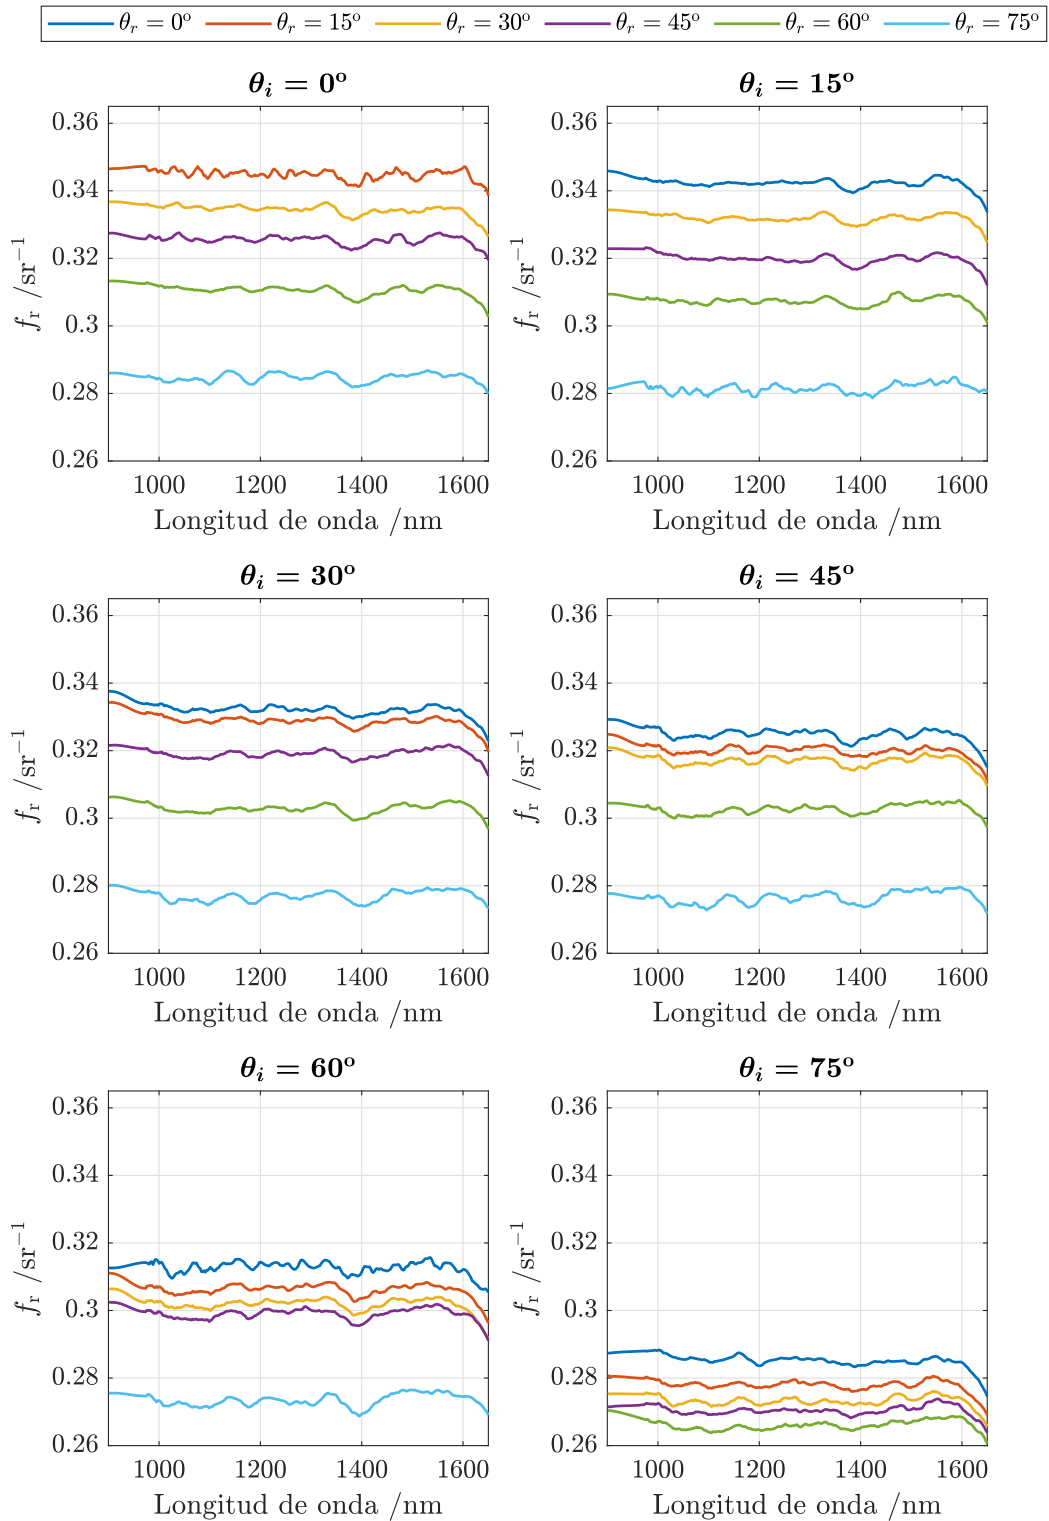 θr = 0º θr = 15º θr = 30º θr = 45º θr = 60º θr = 75º
θi = 0º
0.36
0.34
0.32
0.3
0.28
0.26
fr /sr−1
1000 1200 1400 1600
Longitud de onda /nm
θi = 15º
0.36
0.34
0.32
0.3
0.28
0.26
fr /sr−1
1000 1200 1400 1600
Longitud de onda /nm
θi = 30º
0.36
0.34
0.32
0.3
0.28
0.26
fr /sr−1
1000 1200 1400 1600
Longitud de onda /nm
θi = 45º
0.36
0.34
0.32
0.3
0.28
0.26
fr /sr−1
1000 1200 1400 1600
Longitud de onda /nm
θi = 60º
0.36
0.34
0.32
0.3
0.28
0.26
fr /sr−1
1000 1200 1400 1600
Longitud de onda /nm
θi = 75º
0.36
0.34
0.32
0.3
0.28
0.26
fr /sr−1
1000 1200 1400 1600
Longitud de onda /nm